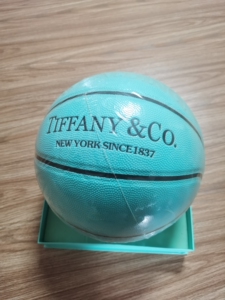 TIFFANY & CO.
NEW YORK SINCE 1837